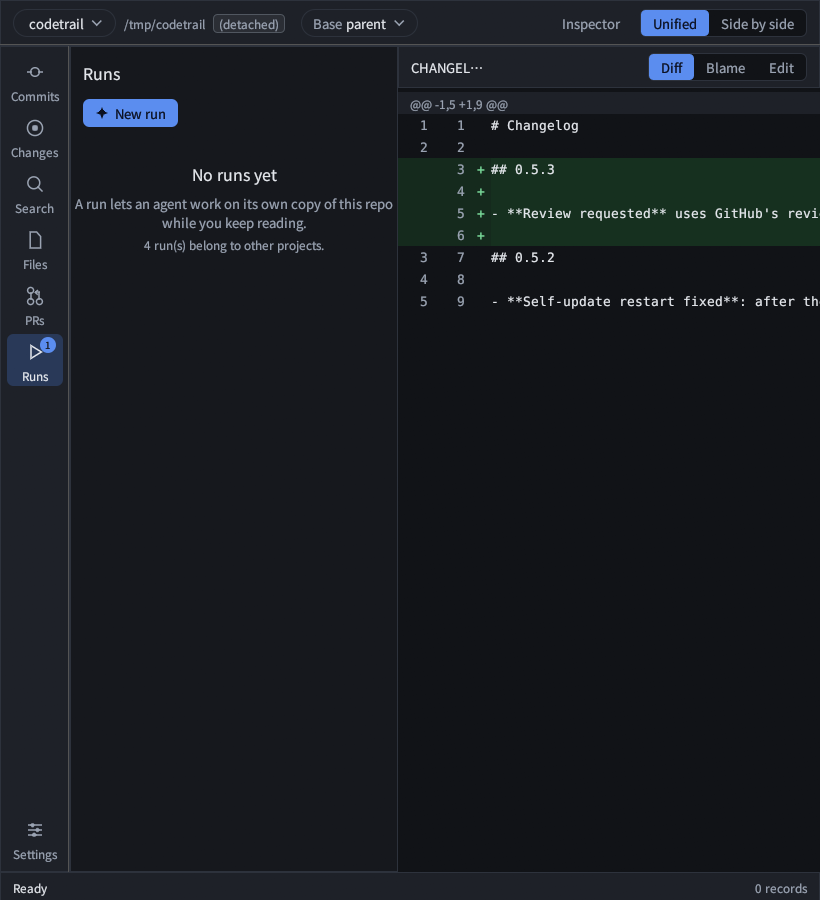 codetrail /tmp/codetrail (detached) Base parent Inspector Unified Side by side
Commits
Changes
Search
Files
PRs
1
Runs
Settings
Runs
New run
No runs yet
A run lets an agent work on its own copy of this repo
while you keep reading.
4 run(s) belong to other projects.
CHANGEL··· Diff Blame Edit
@@ -1,5 +1,9 @@
1 1 # Changelog
2 2
3 + ## 0.5.3
4 +
5 + - **Review requested** uses GitHub's revi
6 +
3 7 ## 0.5.2
4 8
5 9 - **Self-update restart fixed**: after th
Ready 0 records